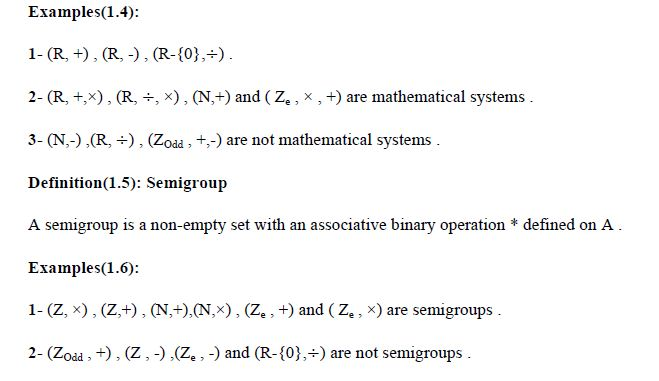 Examples(1.4):
1- (R, +) , (R, -) , (R-{0},÷) .
2- (R, +,×) , (R, ÷, ×) , (N,+) and ( Zₑ , × , +) are mathematical systems .
3- (N,-) ,(R, ÷) , (Z_Odd , +,-) are not mathematical systems .
Definition(1.5): Semigroup
A semigroup is a non-empty set with an associative binary operation * defined on A .
Examples(1.6):
1- (Z, ×) , (Z,+) , (N,+),(N,×) , (Zₑ , +) and ( Zₑ , ×) are semigroups .
2- (Z_Odd , +) , (Z , -) ,(Zₑ , -) and (R-{0},÷) are not semigroups .